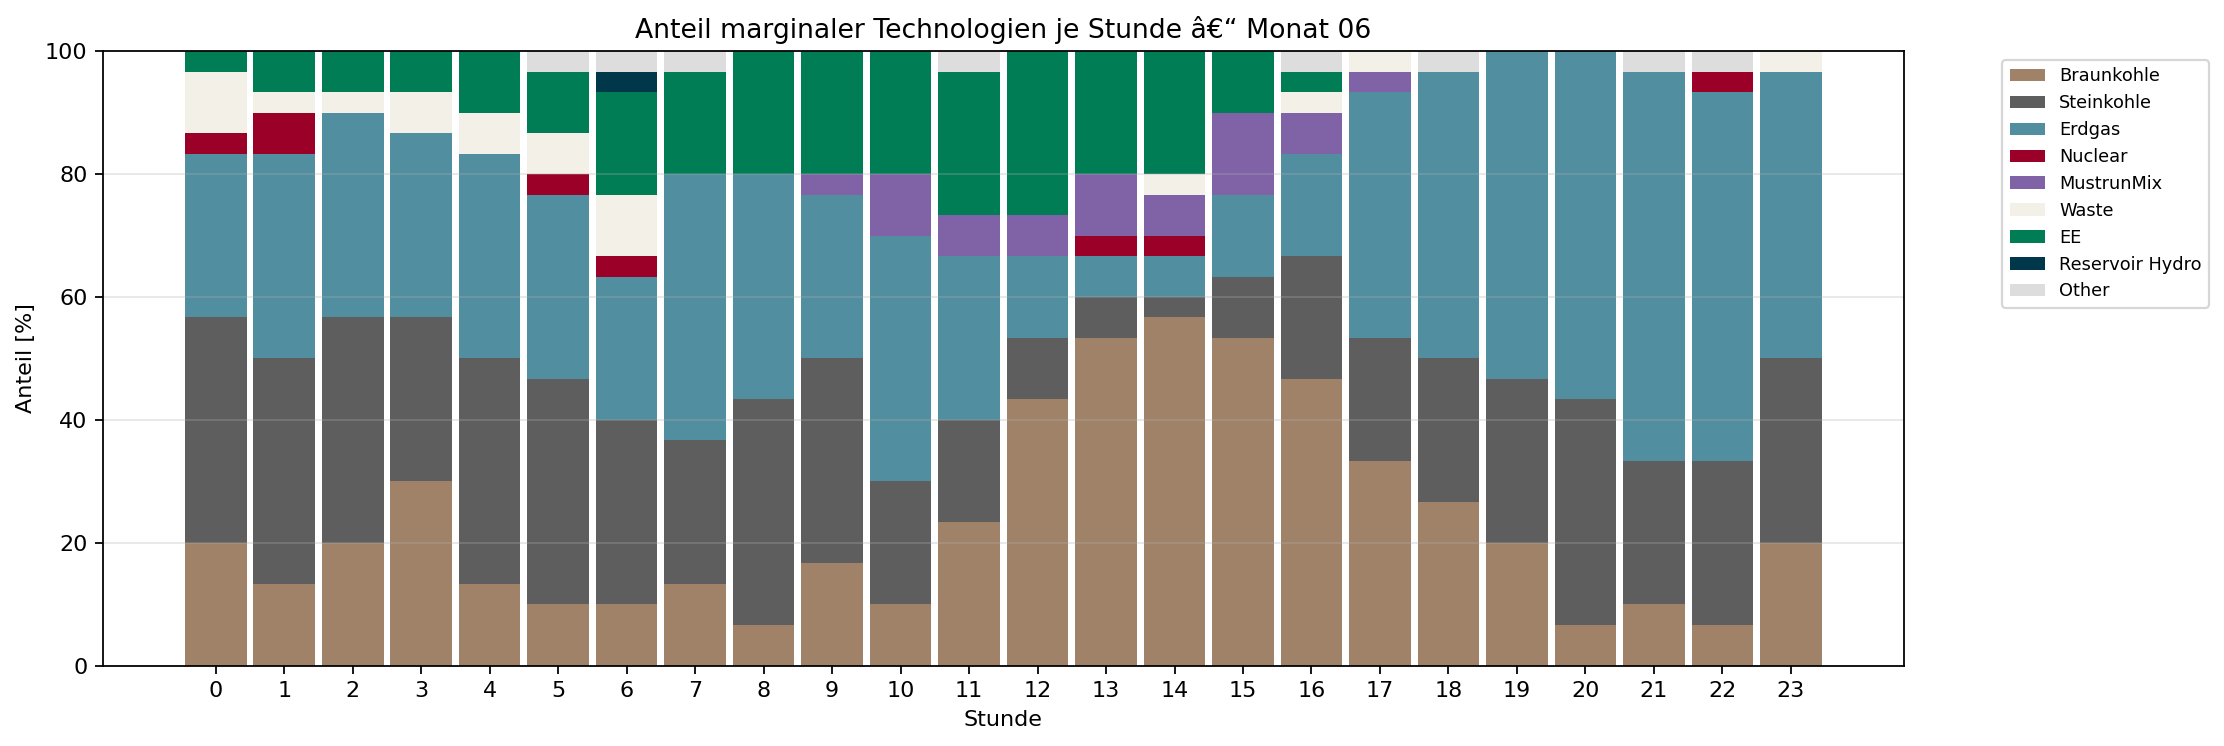 Anteil marginaler Technologien je Stunde â€“ Monat 06
Anteil [%]
100
80
60
40
20
0
0 1 2 3 4 5 6 7 8 9 10 11 12 13 14 15 16 17 18 19 20 21 22 23
Stunde
Braunkohle
Steinkohle
Erdgas
Nuclear
MustrunMix
Waste
EE
Reservoir Hydro
Other